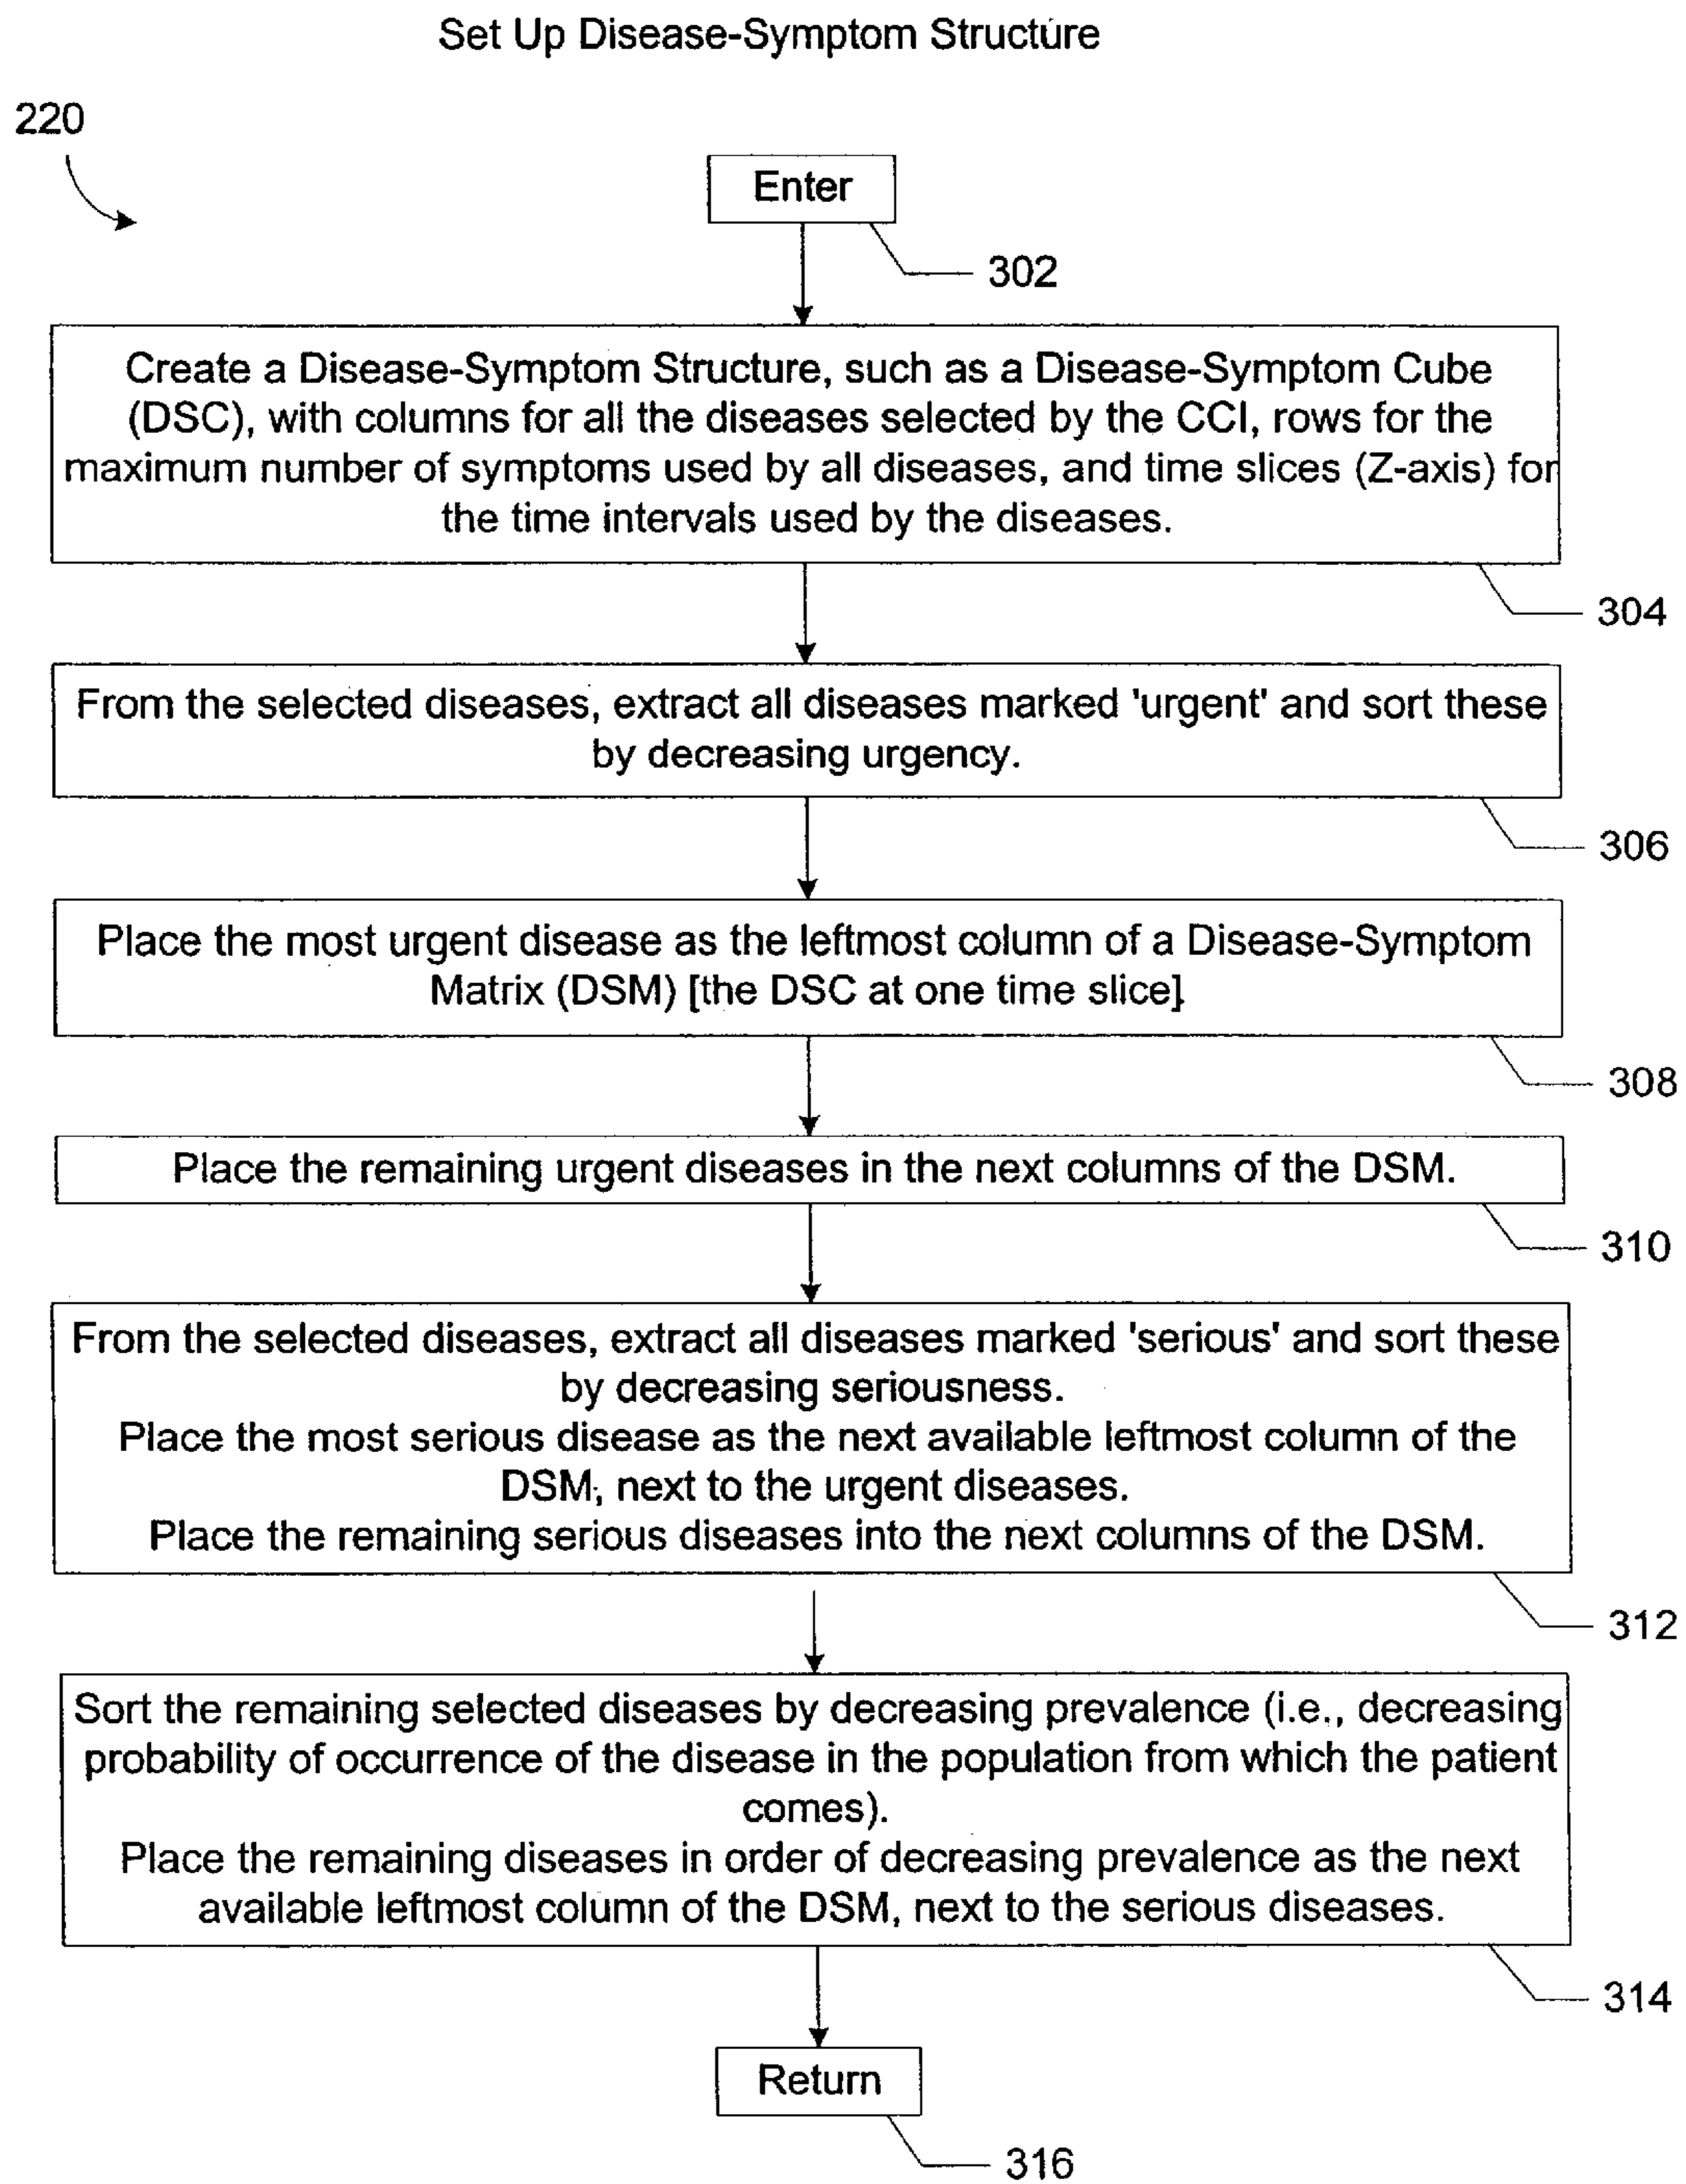 Set Up Disease-Symptom Structure
220
Enter
302
Create a Disease-Symptom Structure, such as a Disease-Symptom Cube
(DSC), with columns for all the diseases selected by the CCI, rows for the
maximum number of symptoms used by all diseases, and time slices (Z-axis) for
the time intervals used by the diseases.
304
From the selected diseases, extract all diseases marked 'urgent' and sort these
by decreasing urgency.
306
Place the most urgent disease as the leftmost column of a Disease-Symptom
Matrix (DSM) [the DSC at one time slice]
308
Place the remaining urgent diseases in the next columns of the DSM.
310
From the selected diseases, extract all diseases marked 'serious' and sort these
by decreasing seriousness.
Place the most serious disease as the next available leftmost column of the
DSM, next to the urgent diseases.
Place the remaining serious diseases into the next columns of the DSM.
312
Sort the remaining selected diseases by decreasing prevalence (i.e., decreasing
probability of occurrence of the disease in the population from which the patient
comes).
Place the remaining diseases in order of decreasing prevalence as the next
available leftmost column of the DSM, next to the serious diseases.
314
Return
316